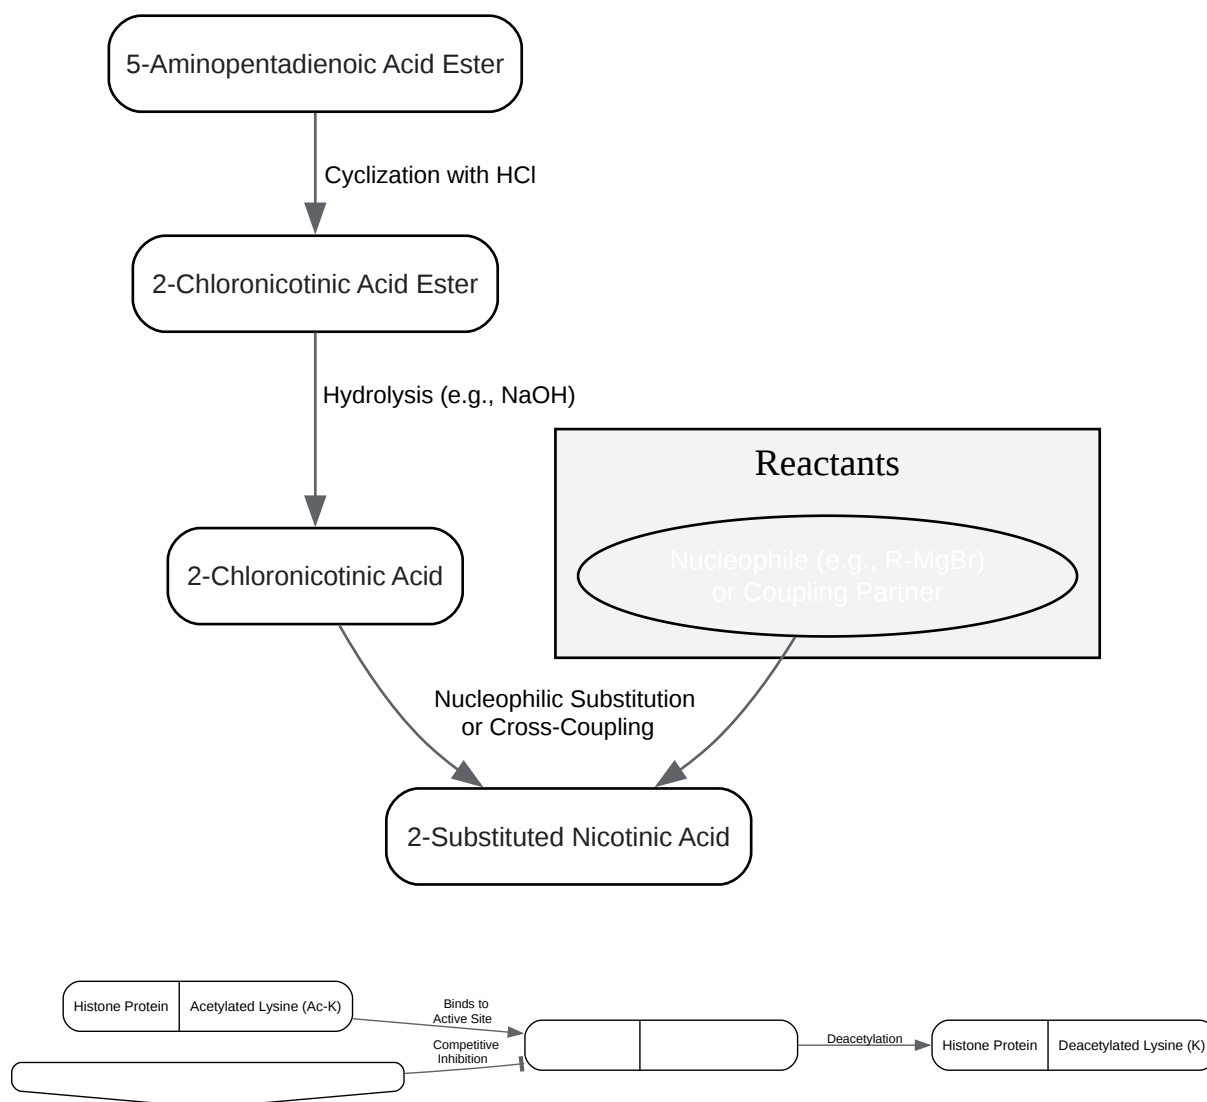 5-Aminopentadienoic Acid Ester
Cyclization with HCl
2-Chloronicotinic Acid Ester
Hydrolysis (e.g., NaOH)
Reactants
Nucleophile (e.g., R-MgBr)
or Coupling Partner
2-Chloronicotinic Acid
Nucleophilic Substitution
or Cross-Coupling
2-Substituted Nicotinic Acid
Histone Protein
Acetylated Lysine (Ac-K)
Binds to
Active Site
Competitive
Inhibition
Deacetylation
Histone Protein
Deacetylated Lysine (K)